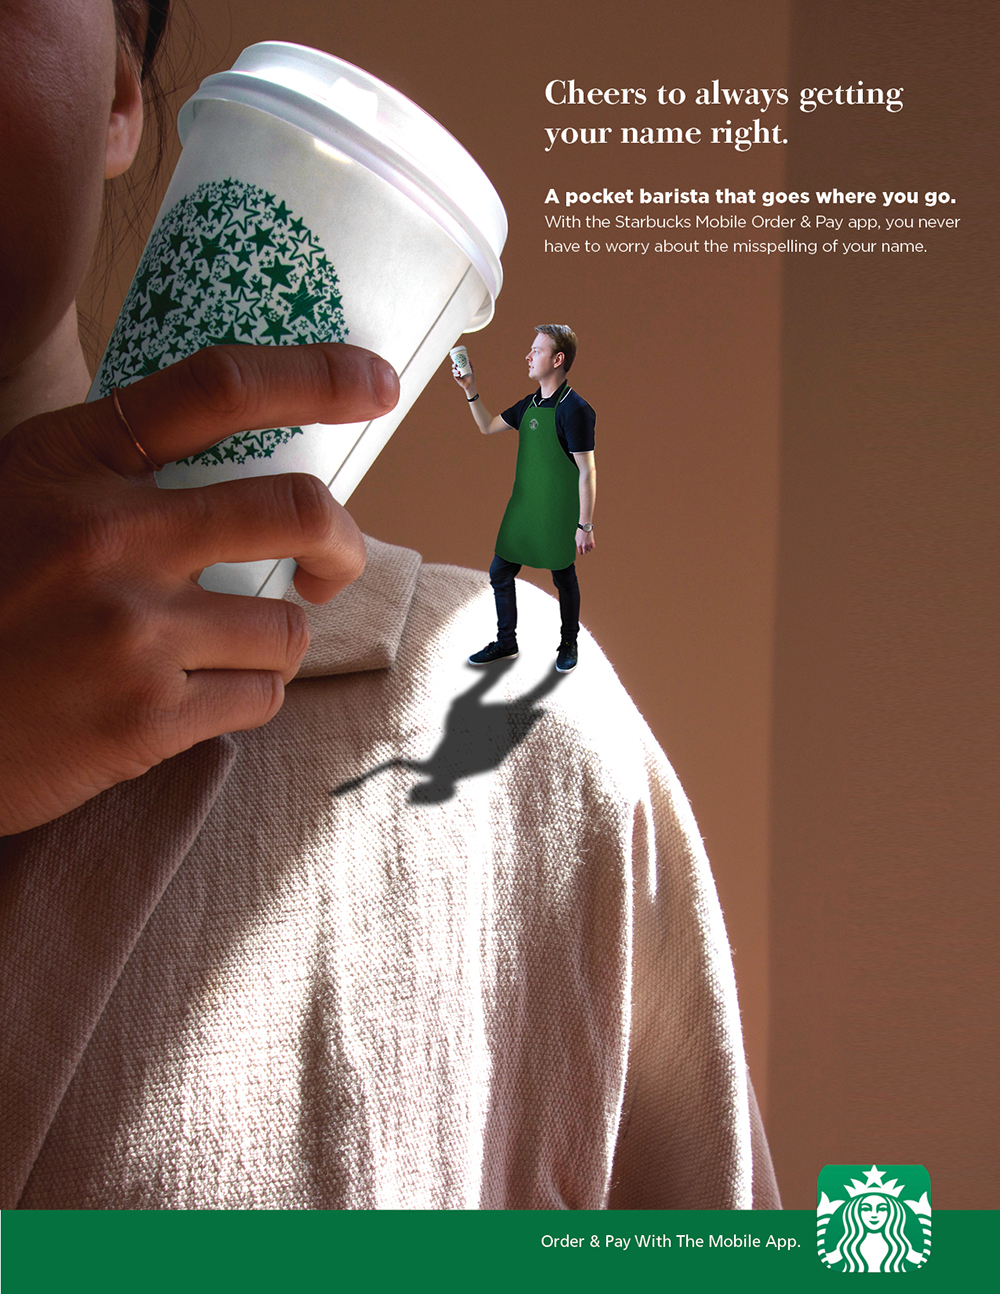 Cheers to always getting
your name right.
A pocket barista that goes where you go.
With the Starbucks Mobile Order & Pay app, you never
have to worry about the misspelling of your name.
Order & Pay With The Mobile App.